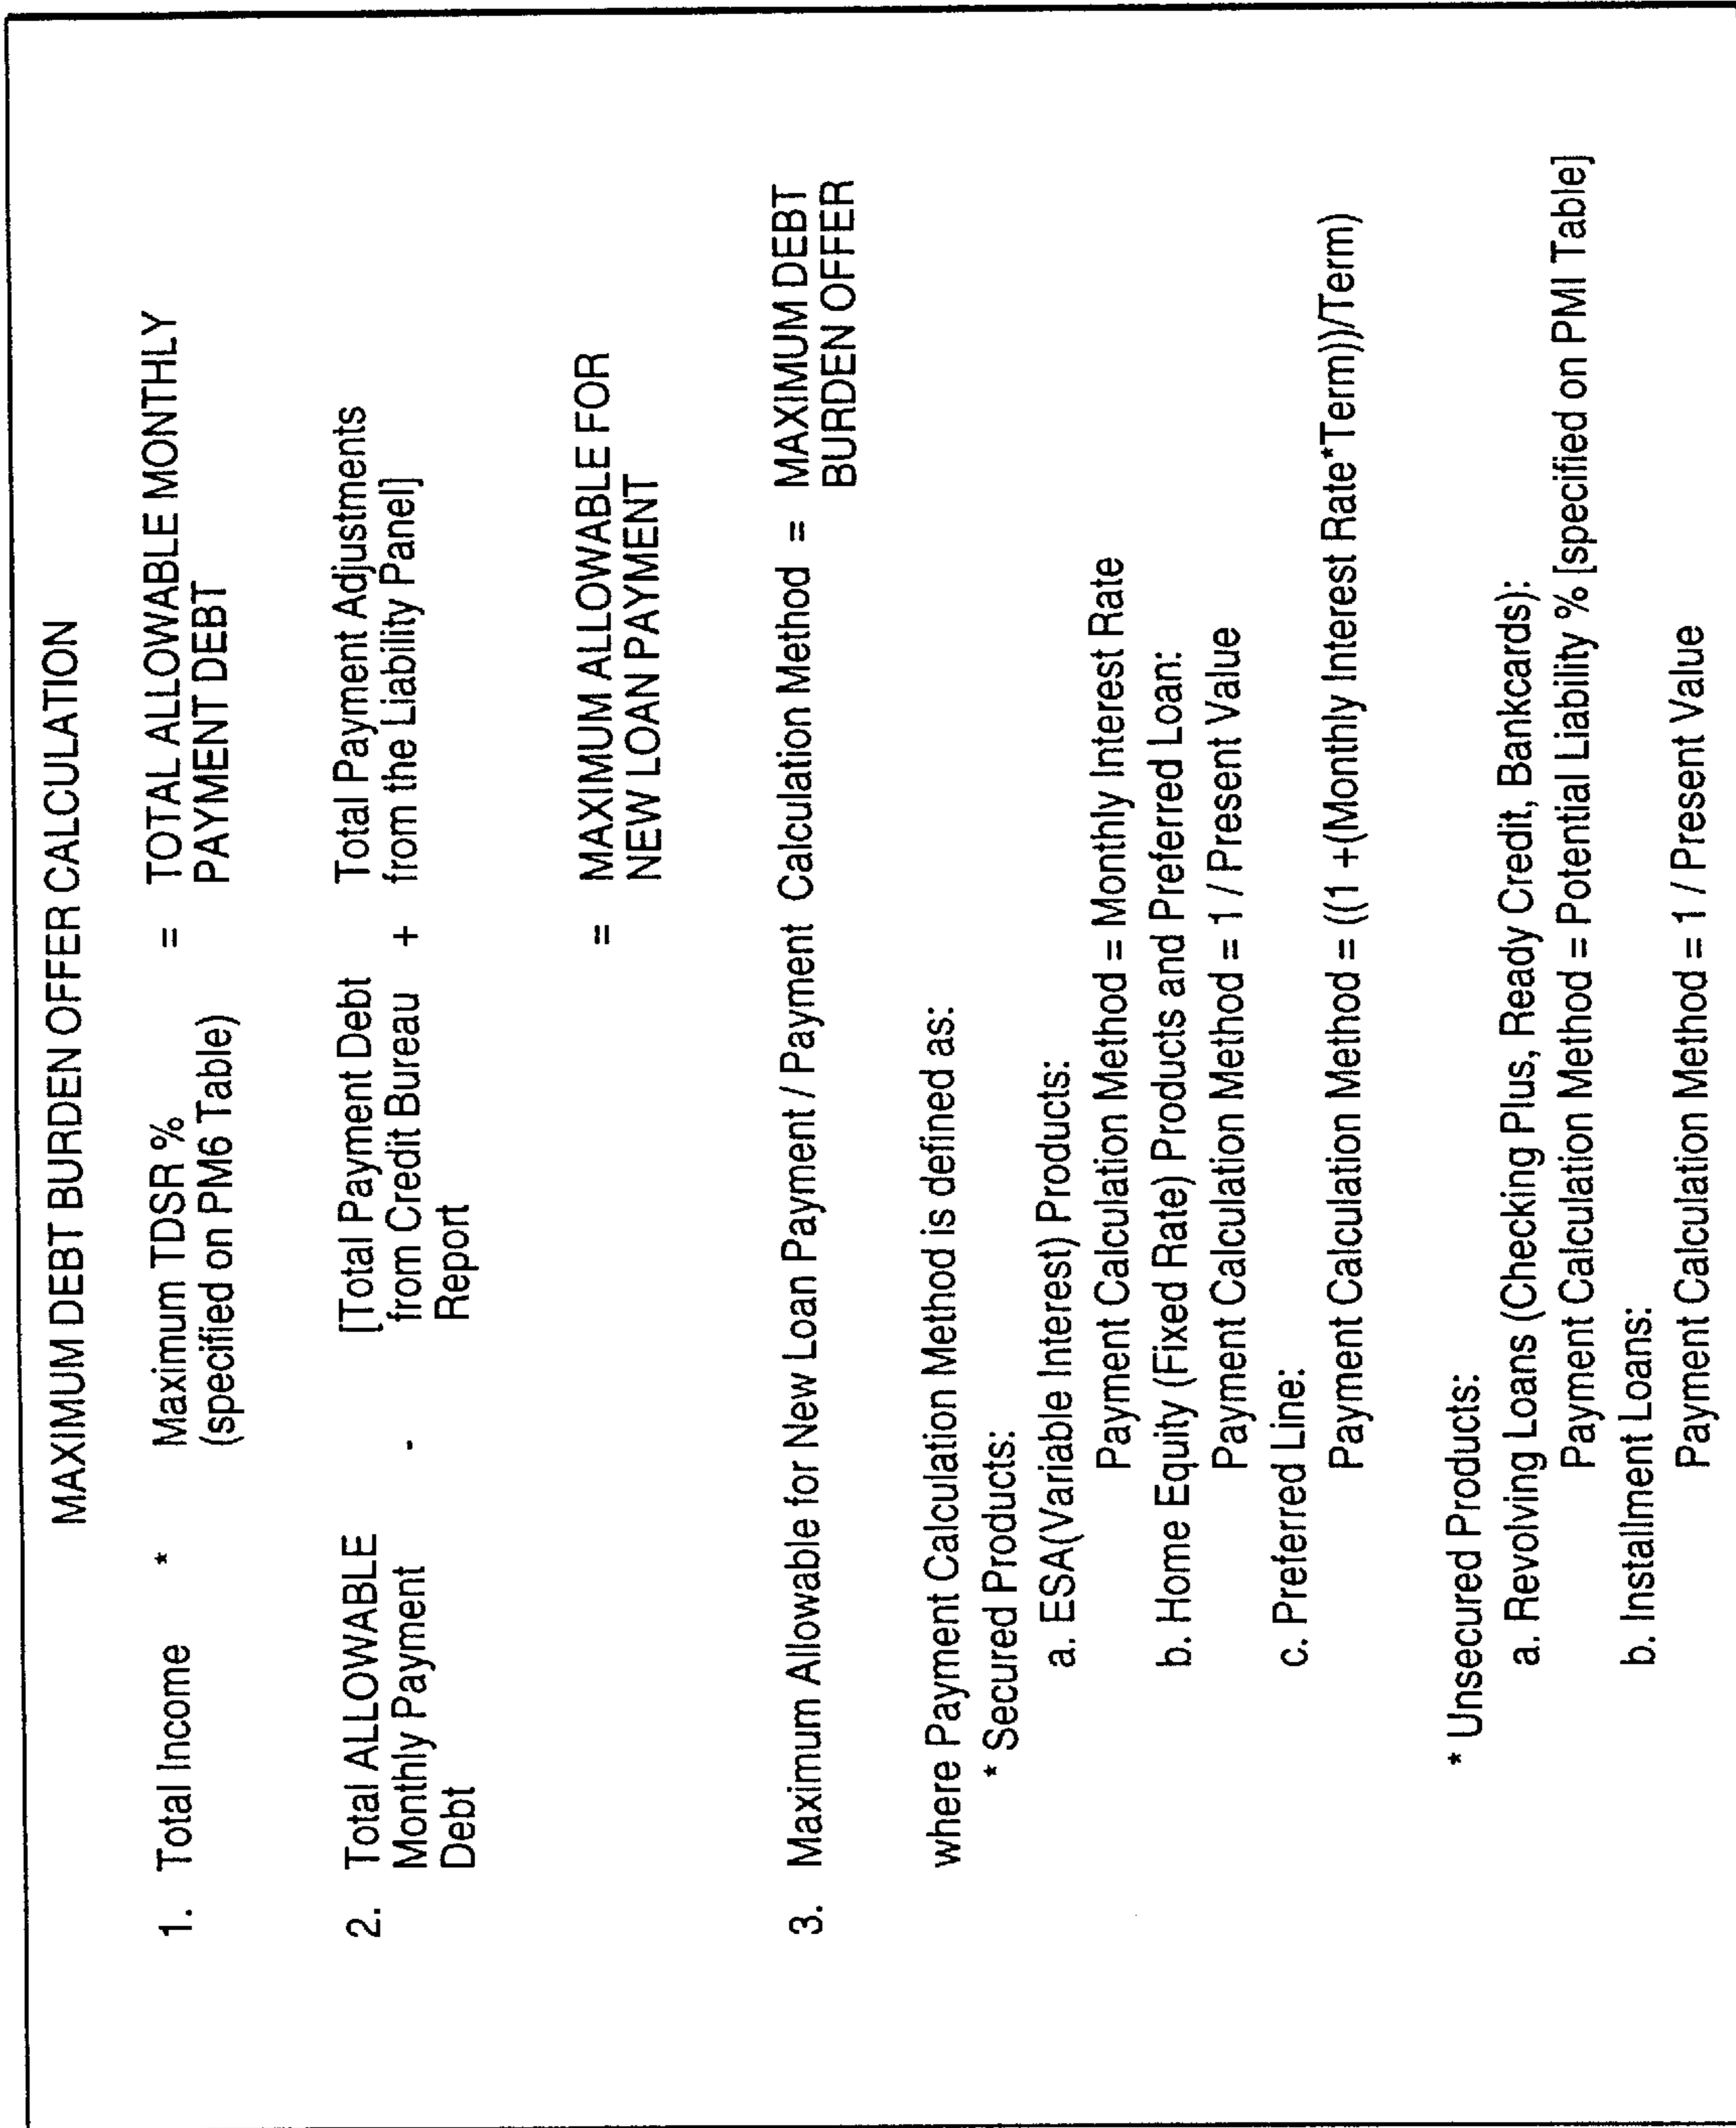 MAXIMUM DEBT BURDEN OFFER CALCULATION
1. Total Income * Maximum TDSR % = TOTAL ALLOWABLE MONTHLY
(specified on PM6 Table) PAYMENT DEBT
2. Total ALLOWABLE - [Total Payment Debt + Total Payment Adjustments
Monthly Payment from Credit Bureau from the Liability Panel]
Debt Report
= MAXIMUM ALLOWABLE FOR
NEW LOAN PAYMENT
3. Maximum Allowable for New Loan Payment / Payment Calculation Method = MAXIMUM DEBT
BURDEN OFFER
where Payment Calculation Method is defined as:
* Secured Products:
a. ESA(Variable Interest) Products:
Payment Calculation Method = Monthly Interest Rate
b. Home Equity (Fixed Rate) Products and Preferred Loan:
Payment Calculation Method = 1 / Present Value
c. Preferred Line:
Payment Calculation Method = ((1 +(Monthly Interest Rate*Term))/Term)
* Unsecured Products:
a. Revolving Loans (Checking Plus, Ready Credit, Bankcards):
Payment Calculation Method = Potential Liability % [specified on PMI Table]
b. Installment Loans:
Payment Calculation Method = 1 / Present Value